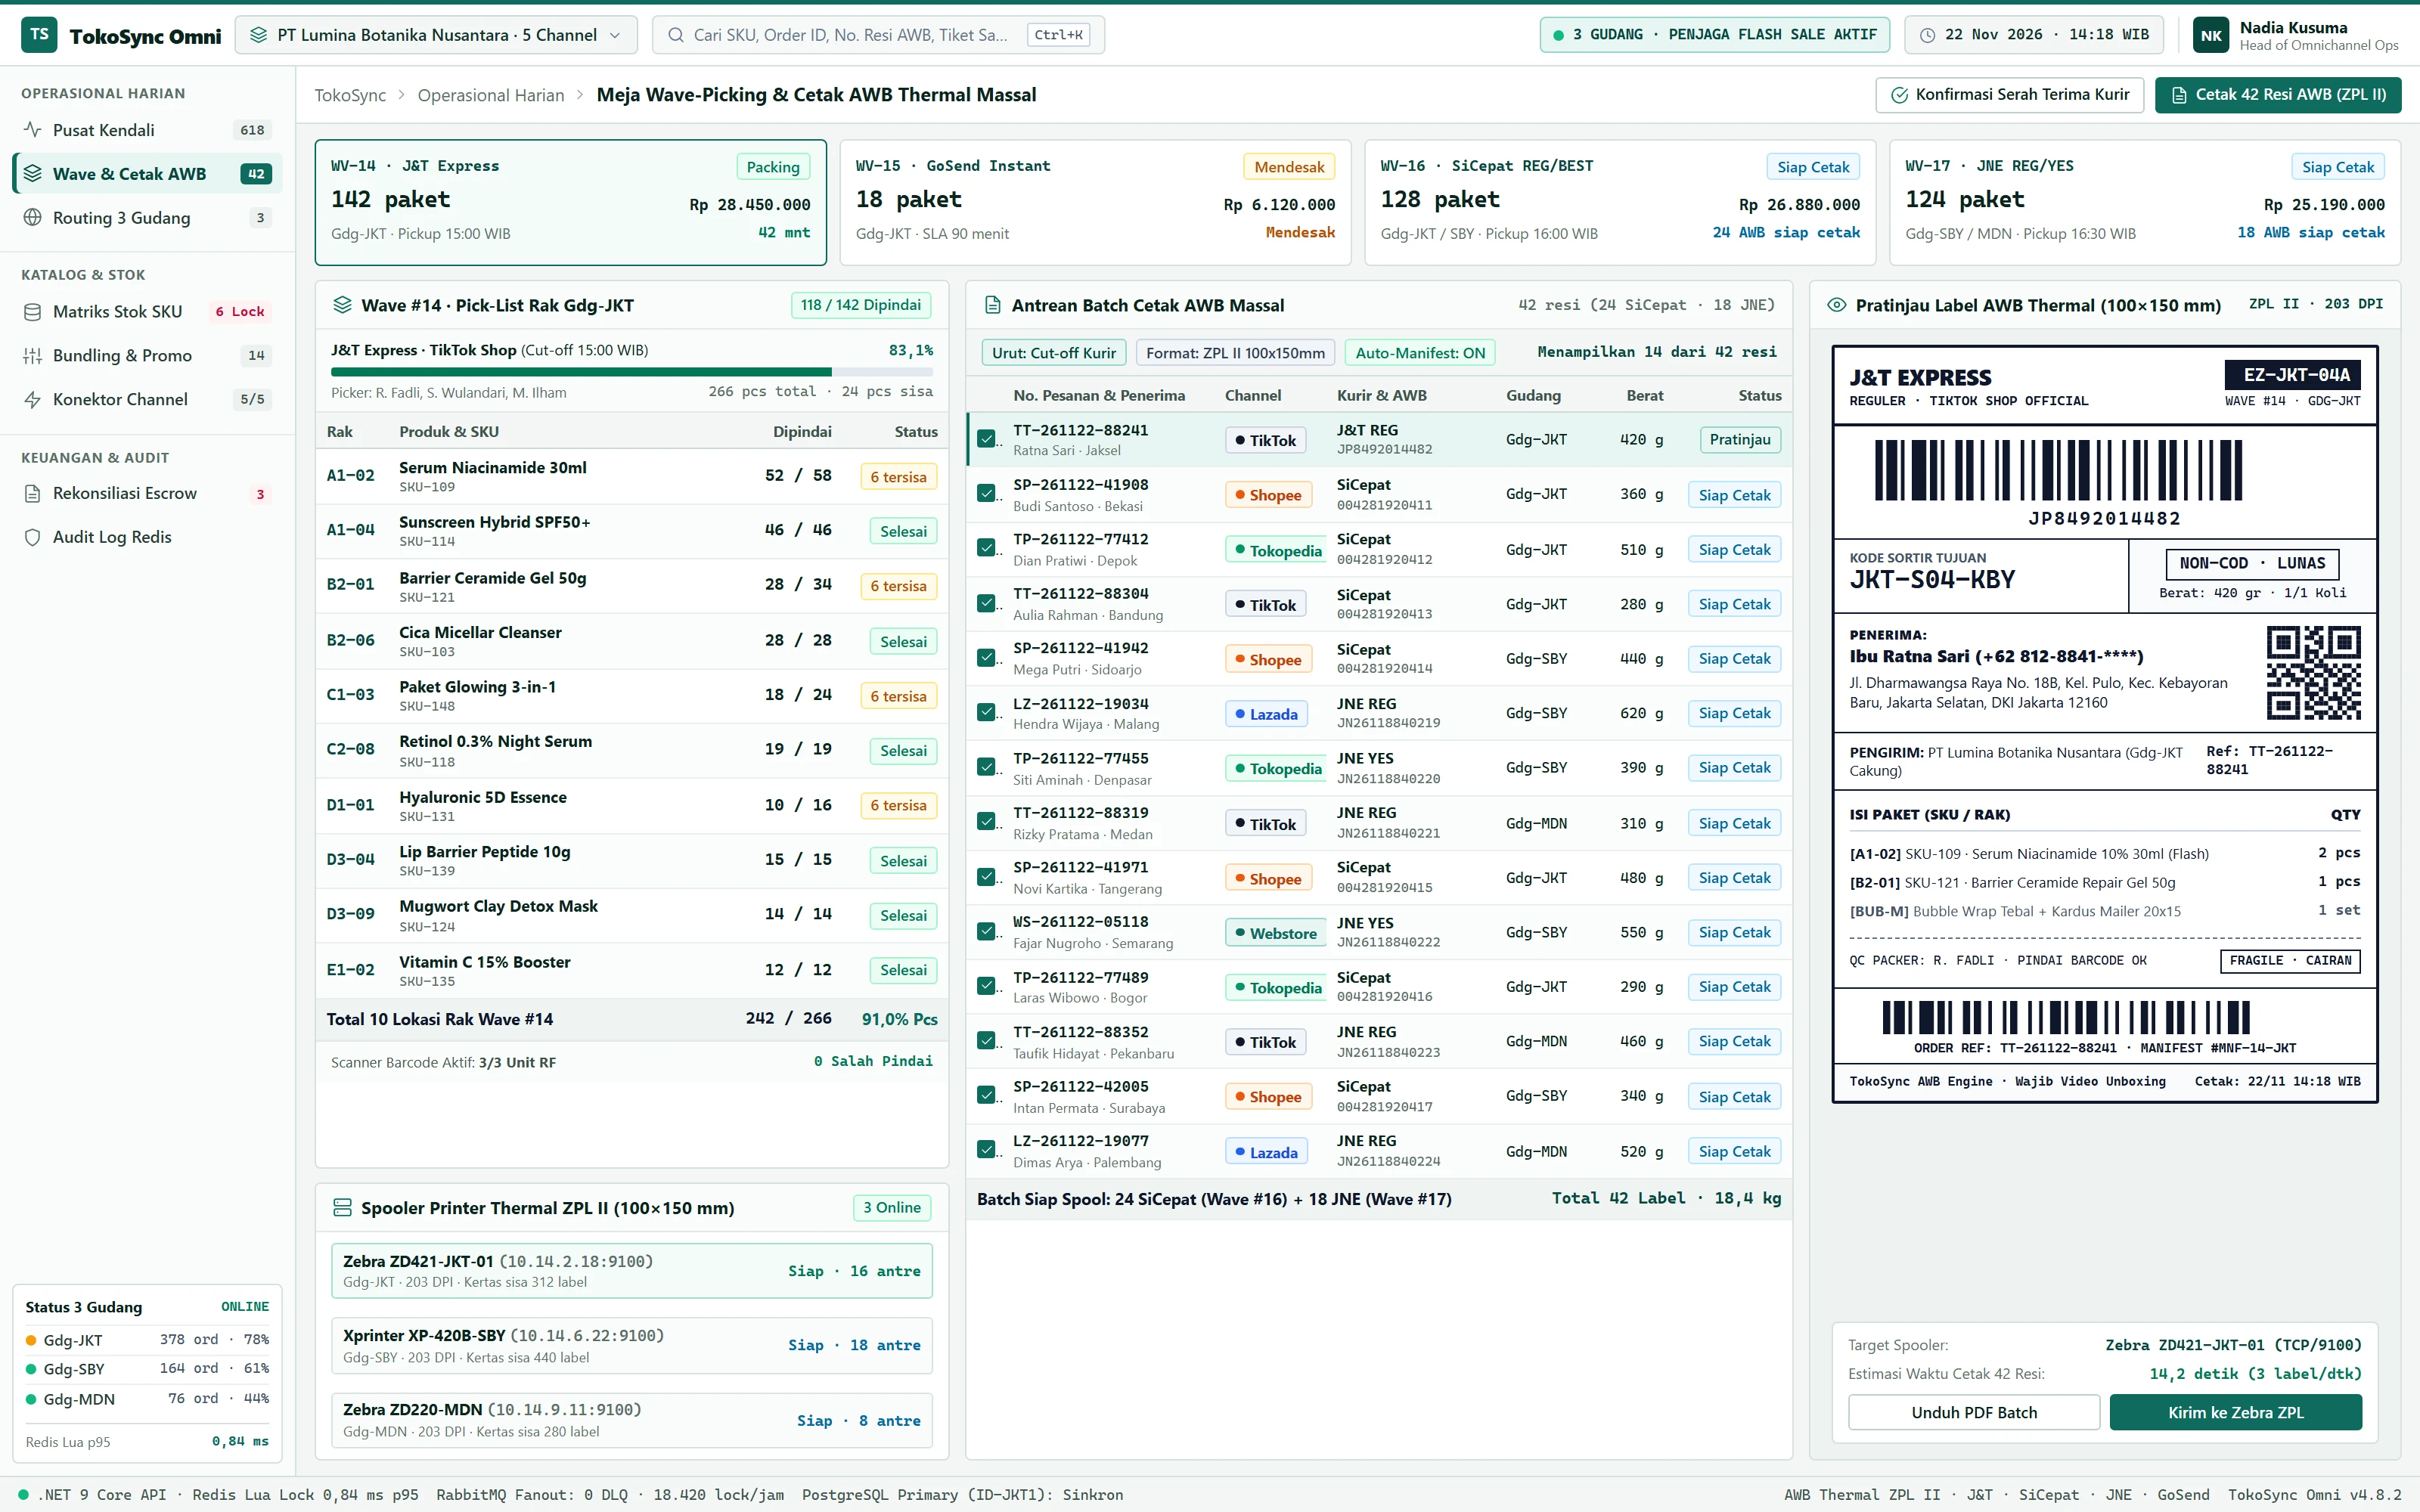 TS TokoSync Omni
PT Lumina Botanika Nusantara · 5 Channel
Cari SKU, Order ID, No. Resi AWB, Tiket Sa...
Ctrl+K
3 GUDANG · PENJAGA FLASH SALE AKTIF
22 Nov 2026 · 14:18 WIB
NK
Nadia Kusuma
Head of Omnichannel Ops
OPERASIONAL HARIAN
Pusat Kendali 618
Wave & Cetak AWB 42
Routing 3 Gudang 3
KATALOG & STOK
Matriks Stok SKU 6 Lock
Bundling & Promo 14
Konektor Channel 5/5
KEUANGAN & AUDIT
Rekonsiliasi Escrow 3
Audit Log Redis
Status 3 Gudang ONLINE
Gdg-JKT 378 ord · 78%
Gdg-SBY 164 ord · 61%
Gdg-MDN 76 ord · 44%
Redis Lua p95 0,84 ms
TokoSync > Operasional Harian > Meja Wave-Picking & Cetak AWB Thermal Massal
Konfirmasi Serah Terima Kurir
Cetak 42 Resi AWB (ZPL II)
WV-14 · J&T Express Packing
142 paket Rp 28.450.000
Gdg-JKT · Pickup 15:00 WIB 42 mnt
WV-15 · GoSend Instant Mendesak
18 paket Rp 6.120.000
Gdg-JKT · SLA 90 menit Mendesak
WV-16 · SiCepat REG/BEST Siap Cetak
128 paket Rp 26.880.000
Gdg-JKT / SBY · Pickup 16:00 WIB 24 AWB siap cetak
WV-17 · JNE REG/YES Siap Cetak
124 paket Rp 25.190.000
Gdg-SBY / MDN · Pickup 16:30 WIB 18 AWB siap cetak
Wave #14 · Pick-List Rak Gdg-JKT 118 / 142 Dipindai
J&T Express · TikTok Shop (Cut-off 15:00 WIB) 83,1%
Picker: R. Fadli, S. Wulandari, M. Ilham 266 pcs total · 24 pcs sisa
Rak Produk & SKU Dipindai Status
A1-02 Serum Niacinamide 30ml 52 / 58 6 tersisa
SKU-109
A1-04 Sunscreen Hybrid SPF50+ 46 / 46 Selesai
SKU-114
B2-01 Barrier Ceramide Gel 50g 28 / 34 6 tersisa
SKU-121
B2-06 Cica Micellar Cleanser 28 / 28 Selesai
SKU-103
C1-03 Paket Glowing 3-in-1 18 / 24 6 tersisa
SKU-148
C2-08 Retinol 0.3% Night Serum 19 / 19 Selesai
SKU-118
D1-01 Hyaluronic 5D Essence 10 / 16 6 tersisa
SKU-131
D3-04 Lip Barrier Peptide 10g 15 / 15 Selesai
SKU-139
D3-09 Mugwort Clay Detox Mask 14 / 14 Selesai
SKU-124
E1-02 Vitamin C 15% Booster 12 / 12 Selesai
SKU-135
Total 10 Lokasi Rak Wave #14 242 / 266 91,0% Pcs
Scanner Barcode Aktif: 3/3 Unit RF 0 Salah Pindai
Spooler Printer Thermal ZPL II (100×150 mm) 3 Online
Zebra ZD421-JKT-01 (10.14.2.18:9100) Siap · 16 antre
Gdg-JKT · 203 DPI · Kertas sisa 312 label
Xprinter XP-420B-SBY (10.14.6.22:9100) Siap · 18 antre
Gdg-SBY · 203 DPI · Kertas sisa 440 label
Zebra ZD220-MDN (10.14.9.11:9100) Siap · 8 antre
Gdg-MDN · 203 DPI · Kertas sisa 280 label
Antrean Batch Cetak AWB Massal 42 resi (24 SiCepat · 18 JNE)
Urut: Cut-off Kurir Format: ZPL II 100x150mm Auto-Manifest: ON Menampilkan 14 dari 42 resi
No. Pesanan & Penerima Channel Kurir & AWB Gudang Berat Status
.. TT-261122-88241 TikTok J&T REG Gdg-JKT 420 g Pratinjau
Ratna Sari · Jaksel JP8492014482
.. SP-261122-41908 Shopee SiCepat Gdg-JKT 360 g Siap Cetak
Budi Santoso · Bekasi 004281920411
.. TP-261122-77412 Tokopedia SiCepat Gdg-JKT 510 g Siap Cetak
Dian Pratiwi · Depok 004281920412
.. TT-261122-88304 TikTok SiCepat Gdg-JKT 280 g Siap Cetak
Aulia Rahman · Bandung 004281920413
.. SP-261122-41942 Shopee SiCepat Gdg-SBY 440 g Siap Cetak
Mega Putri · Sidoarjo 004281920414
.. LZ-261122-19034 Lazada JNE REG Gdg-SBY 620 g Siap Cetak
Hendra Wijaya · Malang JN26118840219
.. TP-261122-77455 Tokopedia JNE YES Gdg-SBY 390 g Siap Cetak
Siti Aminah · Denpasar JN26118840220
.. TT-261122-88319 TikTok JNE REG Gdg-MDN 310 g Siap Cetak
Rizky Pratama · Medan JN26118840221
.. SP-261122-41971 Shopee SiCepat Gdg-JKT 480 g Siap Cetak
Novi Kartika · Tangerang 004281920415
.. WS-261122-05118 Webstore JNE YES Gdg-SBY 550 g Siap Cetak
Fajar Nugroho · Semarang JN26118840222
.. TP-261122-77489 Tokopedia SiCepat Gdg-JKT 290 g Siap Cetak
Laras Wibowo · Bogor 004281920416
.. TT-261122-88352 TikTok JNE REG Gdg-MDN 460 g Siap Cetak
Taufik Hidayat · Pekanbaru JN26118840223
.. SP-261122-42005 Shopee SiCepat Gdg-SBY 340 g Siap Cetak
Intan Permata · Surabaya 004281920417
.. LZ-261122-19077 Lazada JNE REG Gdg-MDN 520 g Siap Cetak
Dimas Arya · Palembang JN26118840224
Batch Siap Spool: 24 SiCepat (Wave #16) + 18 JNE (Wave #17) Total 42 Label · 18,4 kg
Pratinjau Label AWB Thermal (100×150 mm) ZPL II · 203 DPI
J&T EXPRESS EZ-JKT-04A
REGULER · TIKTOK SHOP OFFICIAL WAVE #14 · GDG-JKT
JP8492014482
KODE SORTIR TUJUAN NON-COD · LUNAS
JKT-S04-KBY Berat: 420 gr · 1/1 Koli
PENERIMA:
Ibu Ratna Sari (+62 812-8841-****)
Jl. Dharmawangsa Raya No. 18B, Kel. Pulo, Kec. Kebayoran
Baru, Jakarta Selatan, DKI Jakarta 12160
PENGIRIM: PT Lumina Botanika Nusantara (Gdg-JKT Ref: TT-261122-
Cakung) 88241
ISI PAKET (SKU / RAK) QTY
[A1-02] SKU-109 · Serum Niacinamide 10% 30ml (Flash) 2 pcs
[B2-01] SKU-121 · Barrier Ceramide Repair Gel 50g 1 pcs
[BUB-M] Bubble Wrap Tebal + Kardus Mailer 20x15 1 set
QC PACKER: R. FADLI · PINDAI BARCODE OK FRAGILE · CAIRAN
ORDER REF: TT-261122-88241 · MANIFEST #MNF-14-JKT
TokoSync AWB Engine · Wajib Video Unboxing Cetak: 22/11 14:18 WIB
Target Spooler: Zebra ZD421-JKT-01 (TCP/9100)
Estimasi Waktu Cetak 42 Resi: 14,2 detik (3 label/dtk)
Unduh PDF Batch Kirim ke Zebra ZPL
.NET 9 Core API · Redis Lua Lock 0,84 ms p95 RabbitMQ Fanout: 0 DLQ · 18.420 lock/jam PostgreSQL Primary (ID-JKT1): Sinkron
AWB Thermal ZPL II · J&T · SiCepat · JNE · GoSend TokoSync Omni v4.8.2